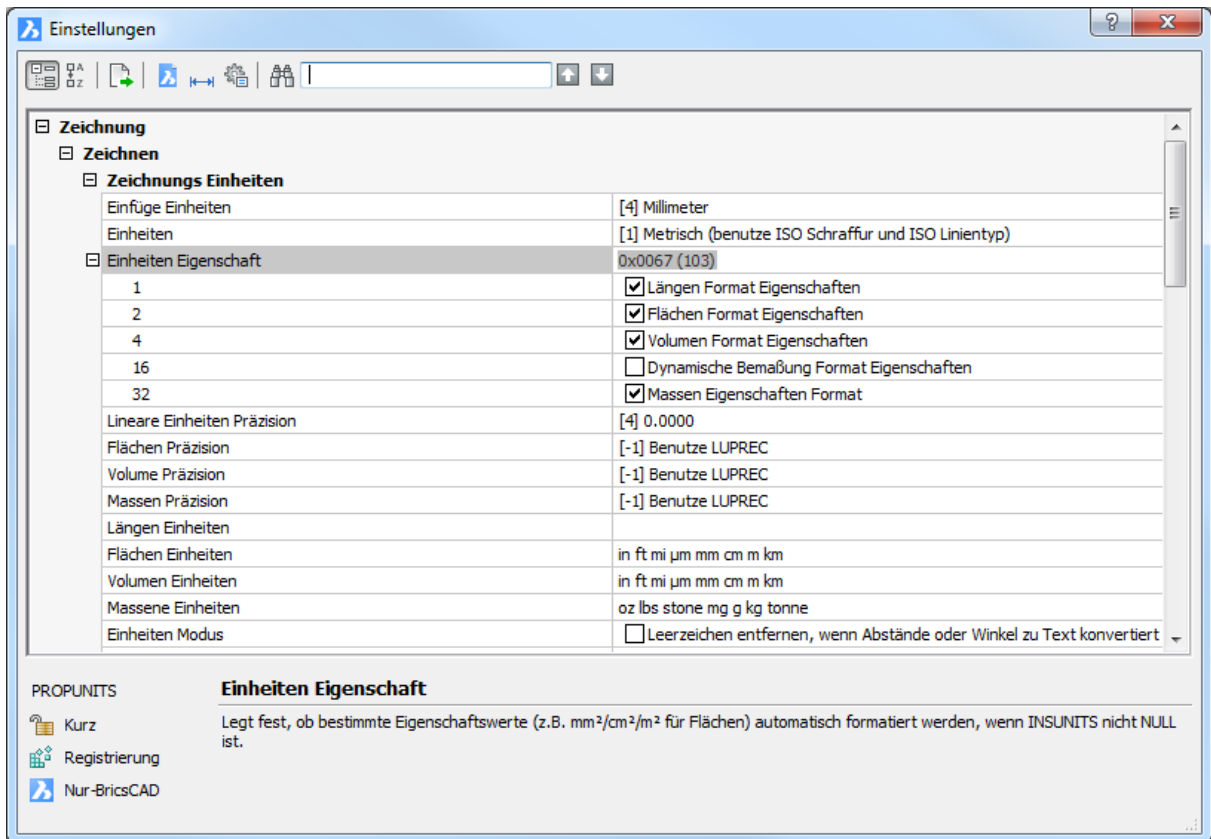 Einstellungen
Zeichnung
Zeichnen
Zeichnungs Einheiten
Einfüge Einheiten [4] Millimeter
Einheiten [1] Metrisch (benutze ISO Schraffur und ISO Linientyp)
Einheiten Eigenschaft 0x0067 (103)
1 Längen Format Eigenschaften
2 Flächen Format Eigenschaften
4 Volumen Format Eigenschaften
16 Dynamische Bemaßung Format Eigenschaften
32 Massen Eigenschaften Format
Lineare Einheiten Präzision [4] 0.0000
Flächen Präzision [-1] Benutze LUPREC
Volume Präzision [-1] Benutze LUPREC
Massen Präzision [-1] Benutze LUPREC
Längen Einheiten
Flächen Einheiten in ft mi µm mm cm m km
Volumen Einheiten in ft mi µm mm cm m km
Massene Einheiten oz lbs stone mg g kg tonne
Einheiten Modus Leerzeichen entfernen, wenn Abstände oder Winkel zu Text konvertiert
PROPUNITS Einheiten Eigenschaft
Kurz Legt fest, ob bestimmte Eigenschaftswerte (z.B. mm²/cm²/m² für Flächen) automatisch formatiert werden, wenn INSUNITS nicht NULL
ist.
Registrierung
Nur-BricsCAD